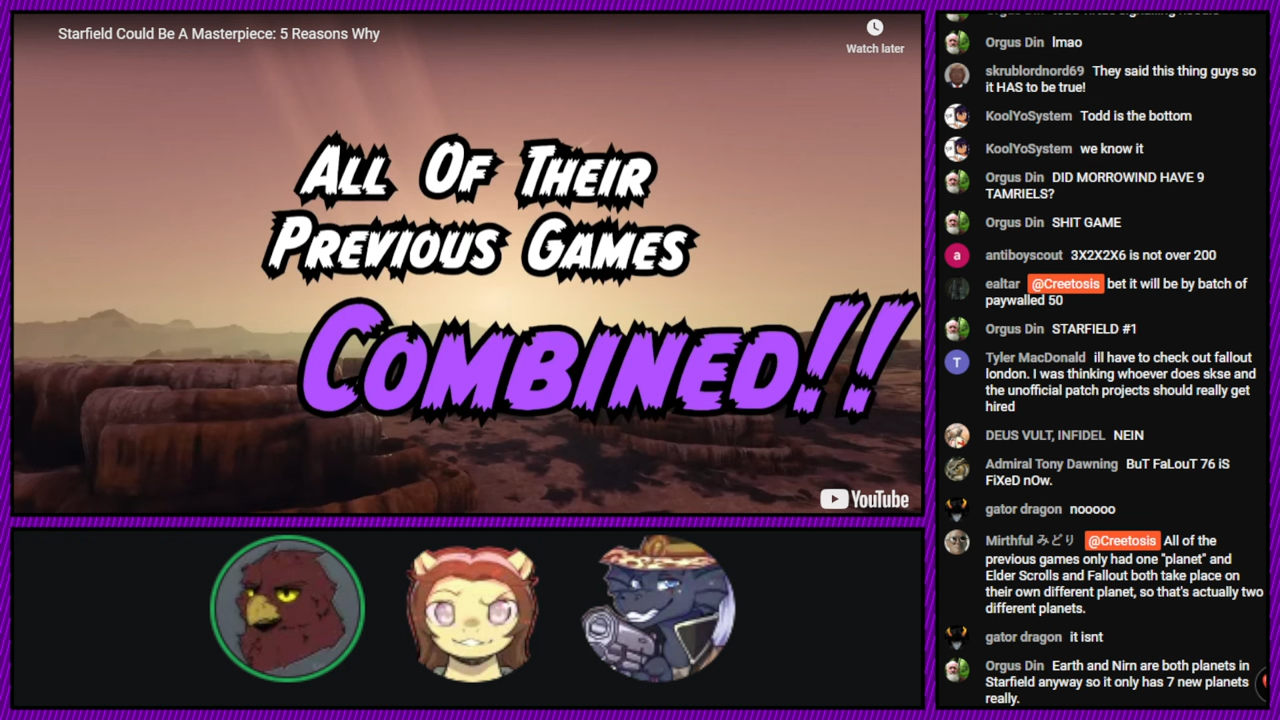 Starfield Could Be A Masterpiece: 5 Reasons Why
Watch later
All Of Their
Previous Games
Combined!!
YouTube
Orgus Din lmao
skrublordnord69 They said this thing guys so
it HAS to be true!
KoolYoSystem Todd is the bottom
KoolYoSystem we know it
Orgus Din DID MORROWIND HAVE 9
TAMRIELS?
Orgus Din SHIT GAME
a
antiboyscout 3X2X2X6 is not over 200
ealtar @Creetosis bet it will be by batch of
paywalled 50
Orgus Din STARFIELD #1
T
Tyler MacDonald ill have to check out fallout
london. I was thinking whoever does skse and
the unofficial patch projects should really get
hired
DEUS VULT, INFIDEL NEIN
Admiral Tony Dawning BuT FaLouT 76 iS
FiXeD nOw.
gator dragon nooooo
Mirthful みどり @Creetosis All of the
previous games only had one "planet" and
Elder Scrolls and Fallout both take place on
their own different planet, so that's actually two
different planets.
gator dragon it isnt
Orgus Din Earth and Nirn are both planets in
Starfield anyway so it only has 7 new planets
really.